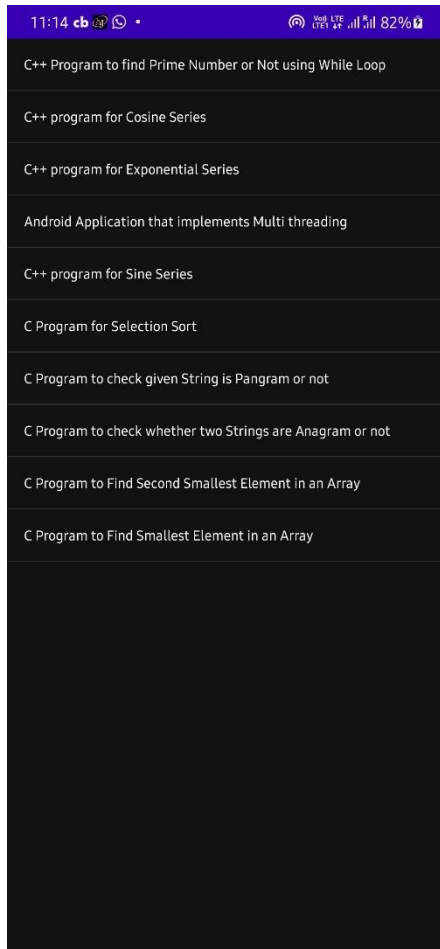 11:14 cb 82%
C++ Program to find Prime Number or Not using While Loop
C++ program for Cosine Series
C++ program for Exponential Series
Android Application that implements Multi threading
C++ program for Sine Series
C Program for Selection Sort
C Program to check given String is Pangram or not
C Program to check whether two Strings are Anagram or not
C Program to Find Second Smallest Element in an Array
C Program to Find Smallest Element in an Array